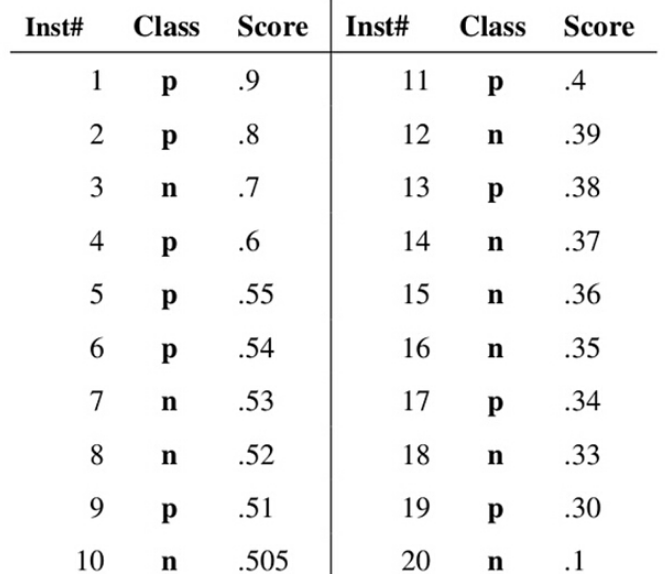 Inst# Class Score Inst# Class Score
1 p .9 11 p .4
2 p .8 12 n .39
3 n .7 13 p .38
4 p .6 14 n .37
5 p .55 15 n .36
6 p .54 16 n .35
7 n .53 17 p .34
8 n .52 18 n .33
9 p .51 19 p .30
10 n .505 20 n .1